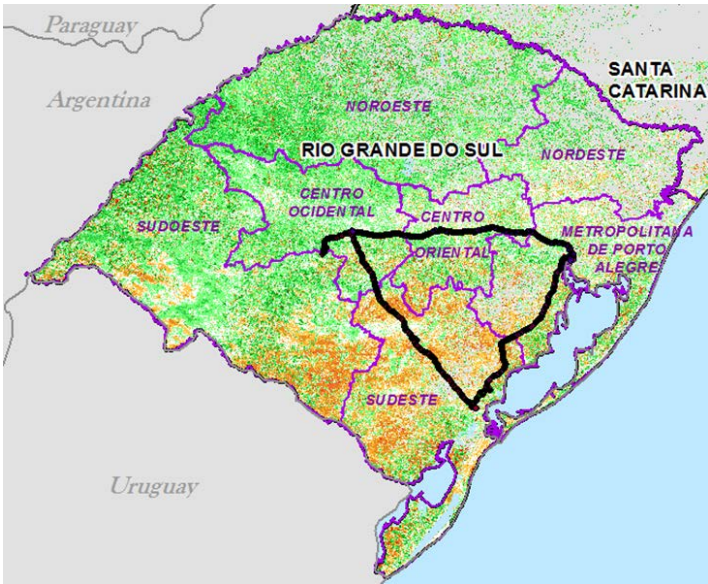 Paraguay
SANTA
CATARINA
Argentina
NOROESTE
RIO GRANDE DO SUL
NORDESTE
CENTRO
OCIDENTAL
CENTRO
SUDOESTE
METROPOLITANA
DE PORTO
ALEGRE
ORIENTAL
SUDESTE
Uruguay